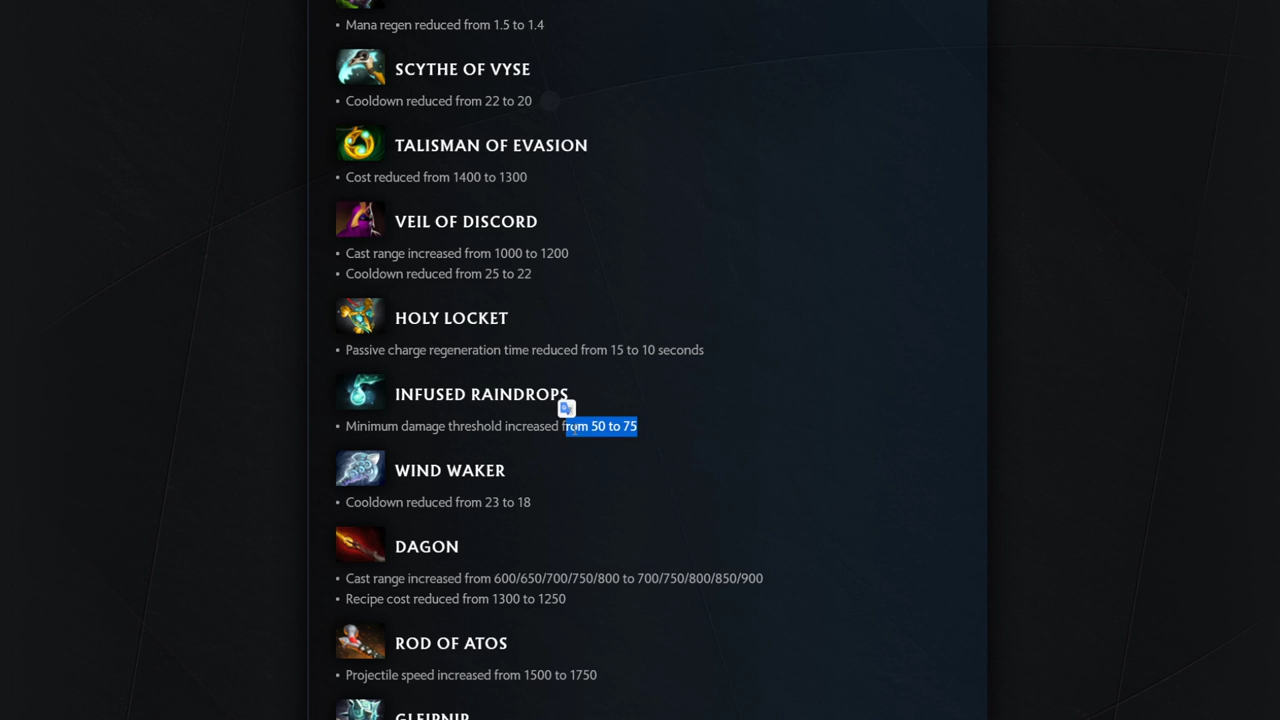 • Mana regen reduced from 1.5 to 1.4
SCYTHE OF VYSE
• Cooldown reduced from 22 to 20
TALISMAN OF EVASION
• Cost reduced from 1400 to 1300
VEIL OF DISCORD
• Cast range increased from 1000 to 1200
• Cooldown reduced from 25 to 22
HOLY LOCKET
• Passive charge regeneration time reduced from 15 to 10 seconds
INFUSED RAINDROPS
• Minimum damage threshold increased from 50 to 75
WIND WAKER
• Cooldown reduced from 23 to 18
DAGON
• Cast range increased from 600/650/700/750/800 to 700/750/800/850/900
• Recipe cost reduced from 1300 to 1250
ROD OF ATOS
• Projectile speed increased from 1500 to 1750
GLEIPNIR